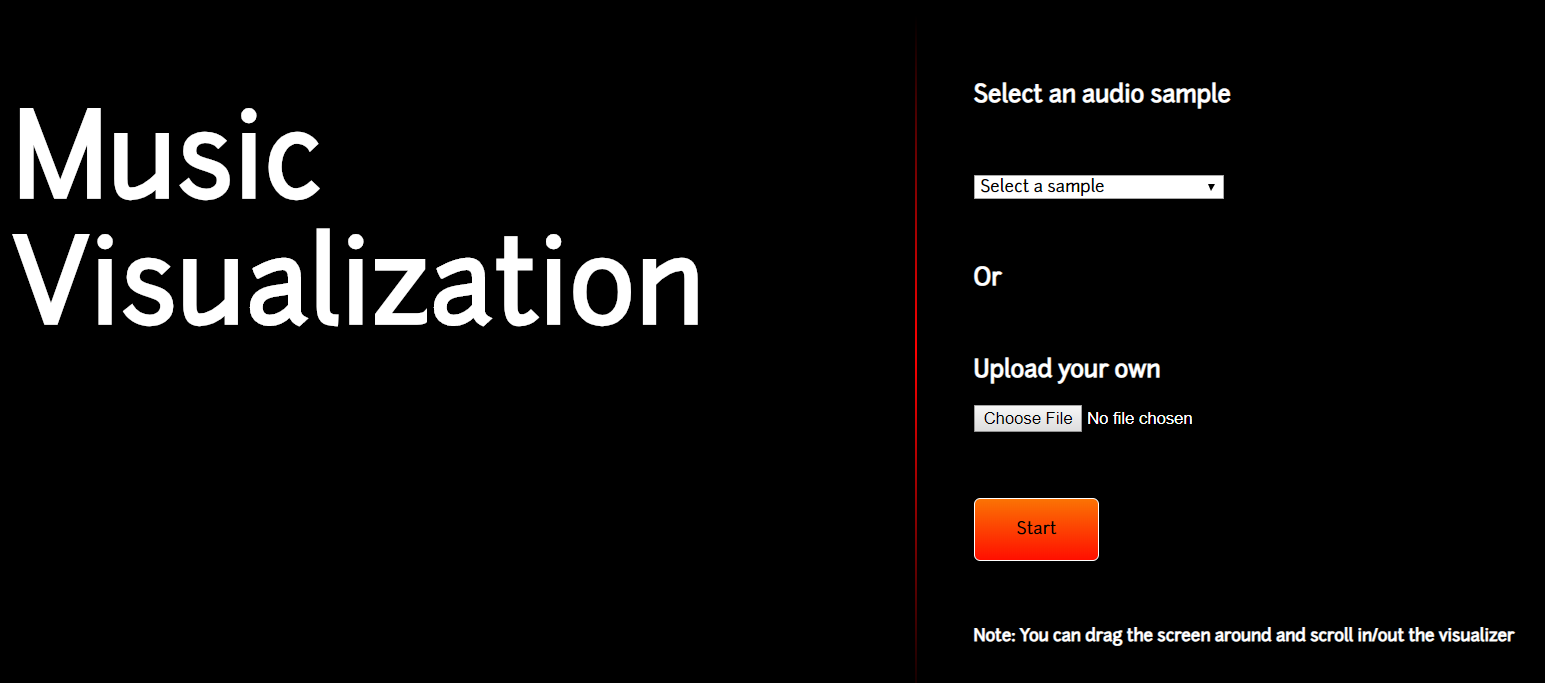 Music
Visualization
Select an audio sample
Select a sample
Or
Upload your own
Choose File No file chosen
Start
Note: You can drag the screen around and scroll in/out the visualizer